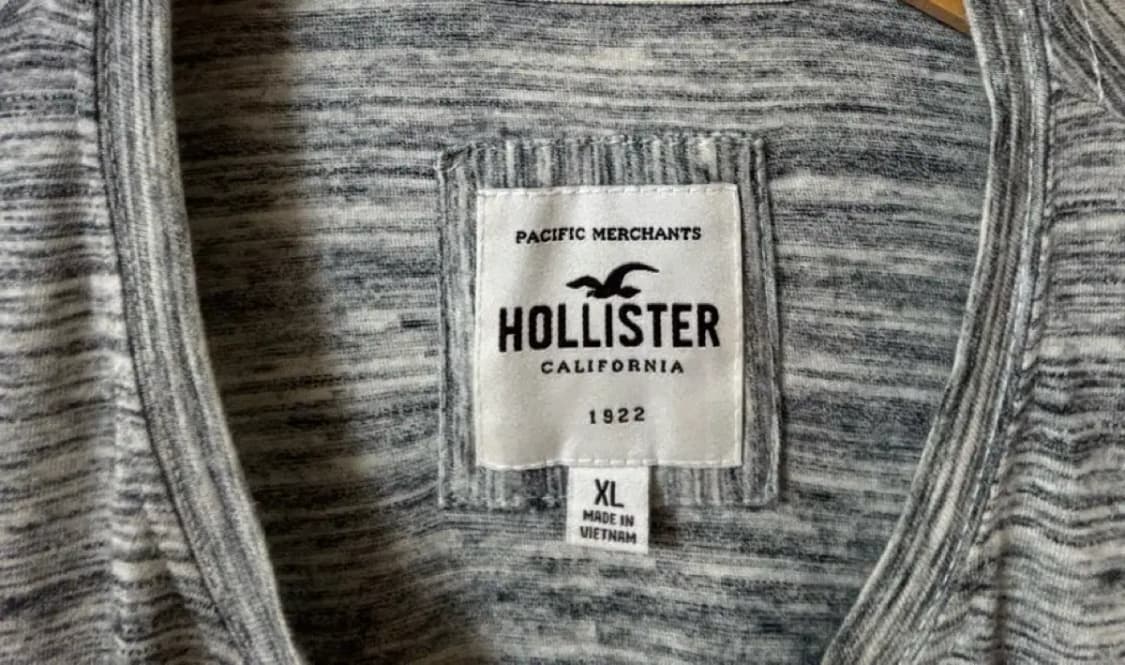 PACIFIC MERCHANTS
HOLLISTER
CALIFORNIA
1922
XL
MADE IN
VIETNAM